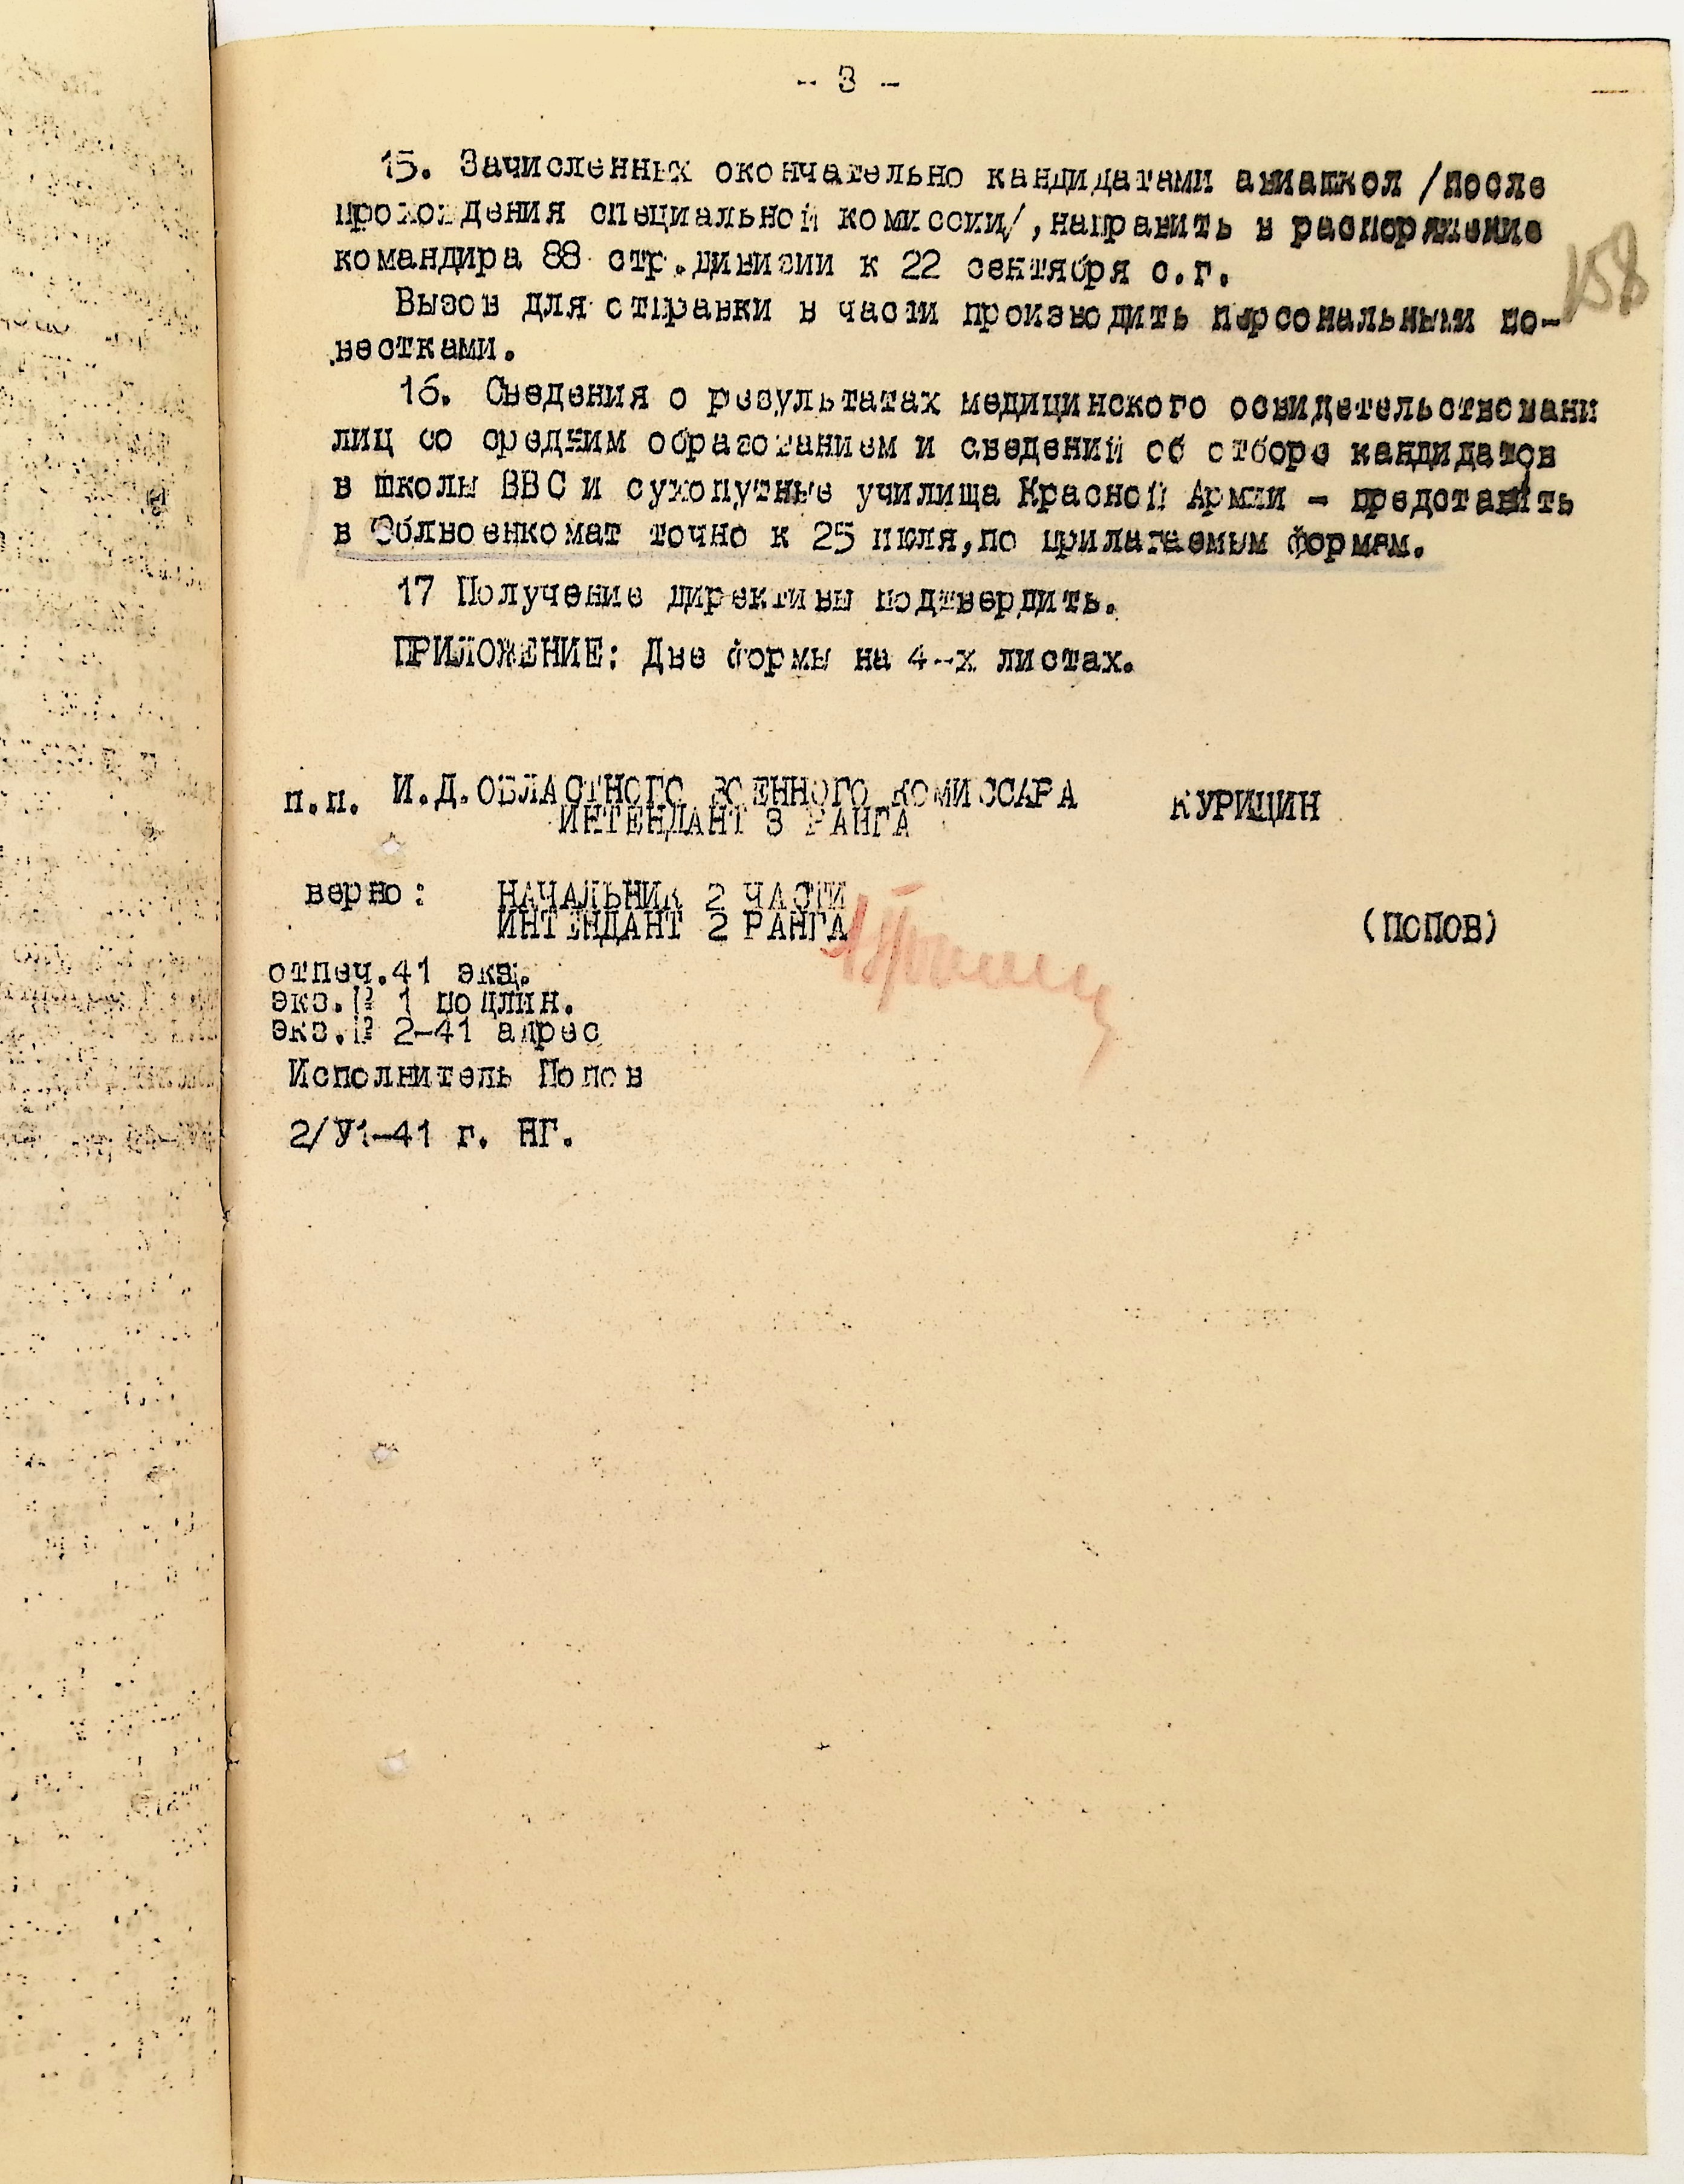 -- 3 --
158
15. Зачисленных окончательно кандидатами авиашкол /после
прохождения специальной комиссии/, направить в распоряжение
командира 88 стр.дивизии к 22 сентября с.г.
Вызов для отправки в части производить персональными по-
вестками.
16. Сведения о результатах медицинского освидетельствовани
лиц со средним образованием и сведений об отборе кандидатов
в школы ВВС и сухопутные училища Красной Армии – представить
в Облвоенкомат точно к 25 июля, по прилагаемым формам.
17 Получение директивы подтвердить.
ПРИЛОЖЕНИЕ: Две формы на 4-х листах.
п.п. И.Д.ОБЛАСТНОГО ВОЕННОГО КОМИССАРА КУРИЦИН
ИНТЕНДАНТ 3 РАНГА
верно: НАЧАЛЬНИК 2 ЧАСТИ
ИНТЕНДАНТ 2 РАНГА (ПОПОВ)
отпеч.41 экз.
экз.№ 1 подлин.
экз.№ 2-41 адрес
Исполнитель Попов
2/У1-41 г. НГ.